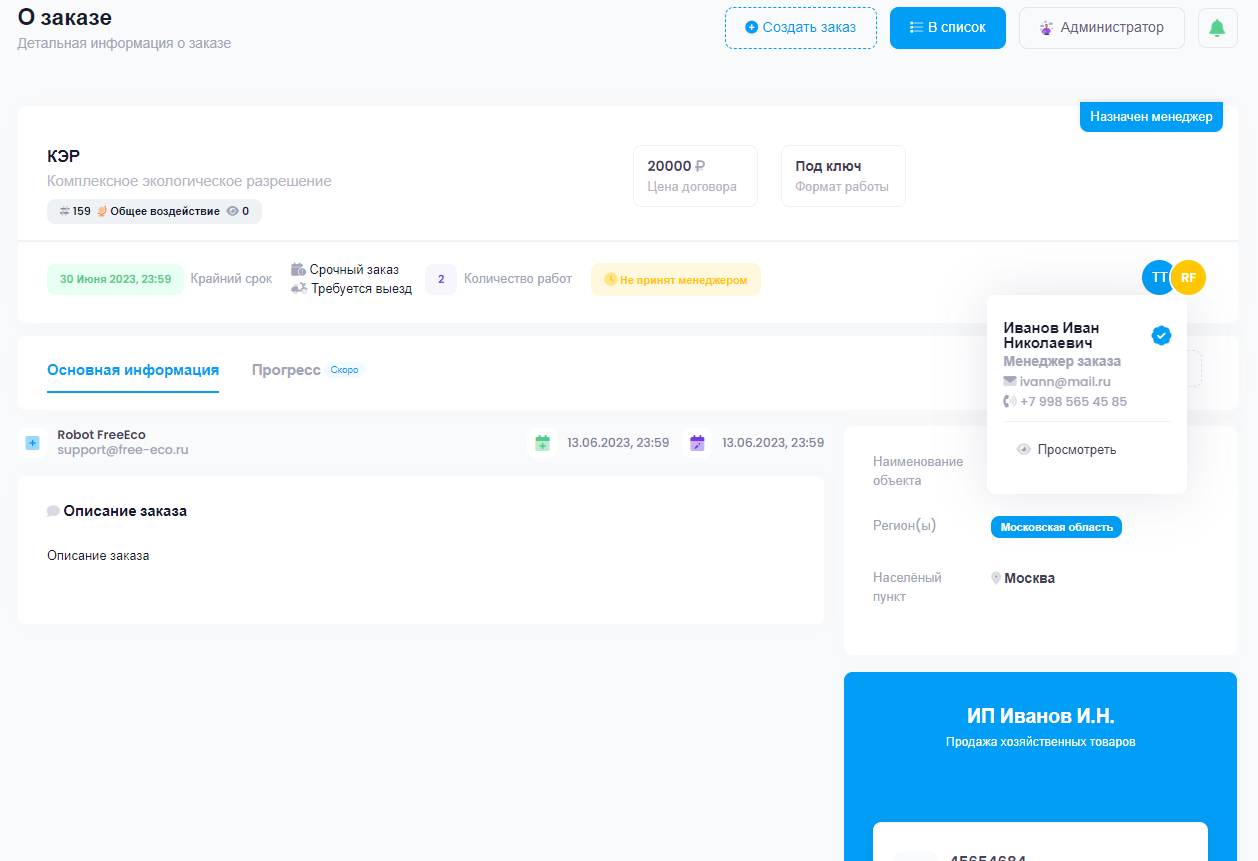 О заказе
Детальная информация о заказе
Создать заказ
В список
Администратор
Назначен менеджер
КЭР
Комплексное экологическое разрешение
159 Общее воздействие 0
20000 ₽
Цена договора
Под ключ
Формат работы
30 Июня 2023, 23:59
Крайний срок
Срочный заказ
Требуется выезд
2
Количество работ
Не принят менеджером
TT
RF
Иванов Иван
Николаевич
Менеджер заказа
ivann@mail.ru
+7 998 565 45 85
Просмотреть
Основная информация
Прогресс Скоро
Robot FreeEco
support@free-eco.ru
13.06.2023, 23:59
13.06.2023, 23:59
Описание заказа
Описание заказа
Наименование
объекта
Регион(ы)
Московская область
Населёный
пункт
Москва
ИП Иванов И.Н.
Продажа хозяйственных товаров
45654684